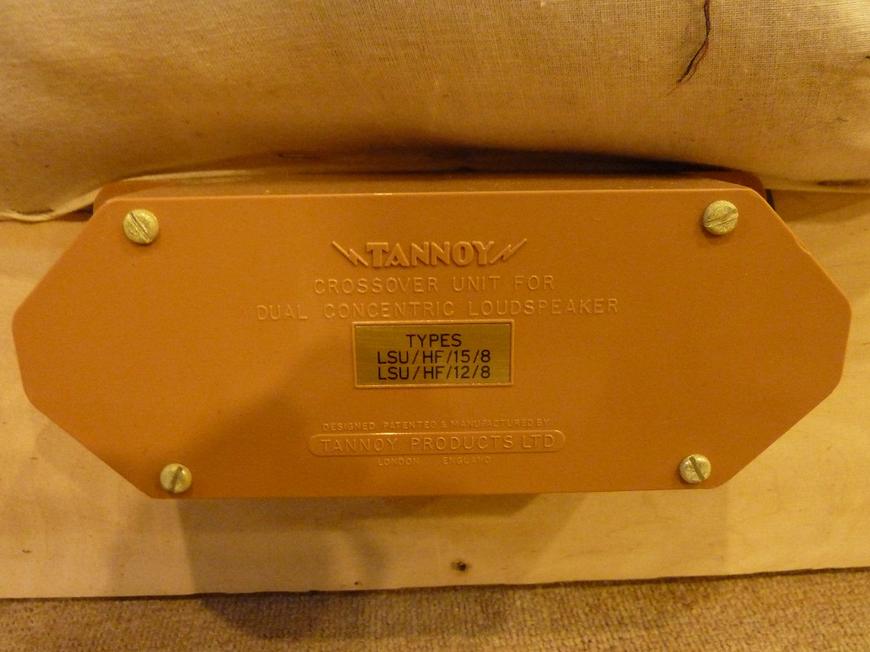 TANNOY
CROSSOVER UNIT FOR
DUAL CONCENTRIC LOUDSPEAKER
TYPES
LSU/HF/15/8
LSU/HF/12/8
DESIGNED PATENTED & MANUFACTURED BY
TANNOY PRODUCTS LTD
LONDON ENGLAND